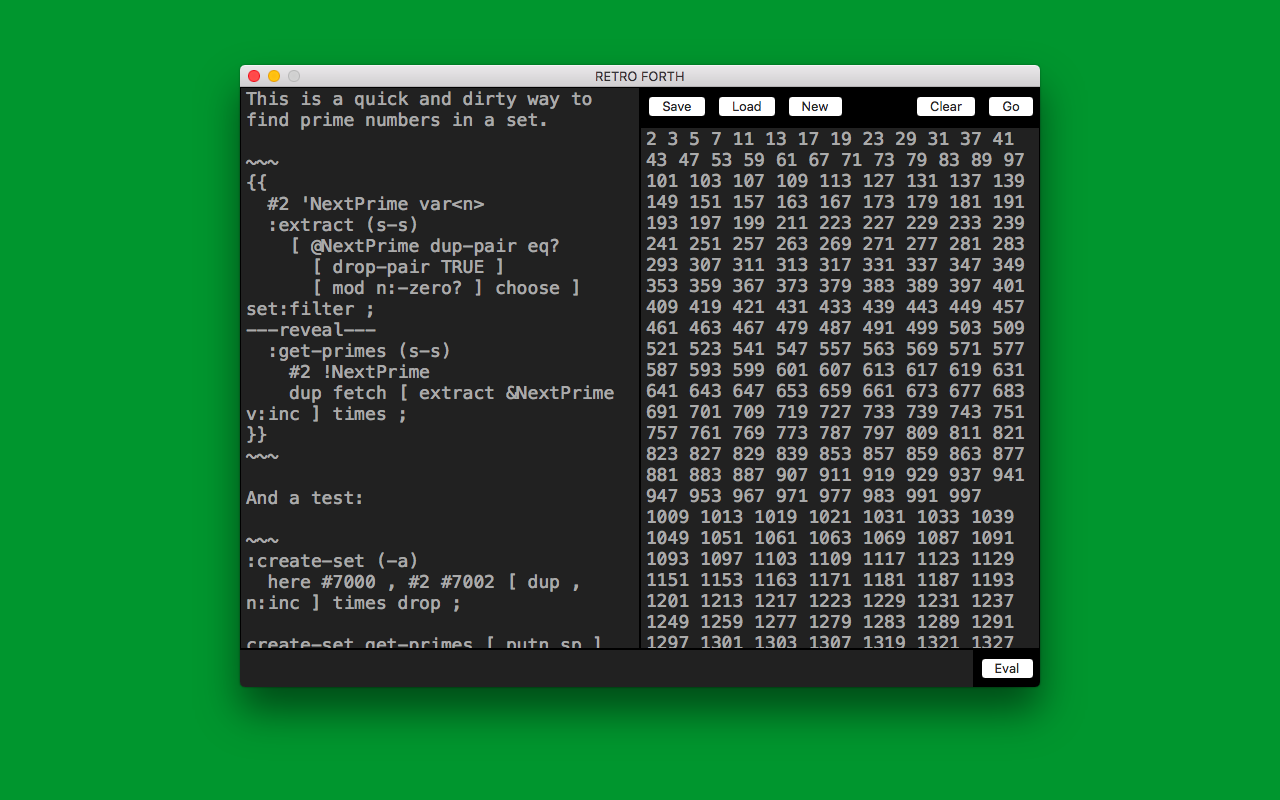 RETRO FORTH
This is a quick and dirty way to
find prime numbers in a set.
~~~
{{
  #2 'NextPrime var<n>
  :extract (s-s)
    [ @NextPrime dup-pair eq?
      [ drop-pair TRUE ]
      [ mod n:-zero? ] choose ]
set:filter ;
---reveal---
  :get-primes (s-s)
    #2 !NextPrime
    dup fetch [ extract &NextPrime
v:inc ] times ;
}}
~~~
And a test:
~~~
:create-set (-a)
  here #7000 , #2 #7002 [ dup ,
n:inc ] times drop ;
create-set get-primes [ putn sp ]
Save Load New Clear Go
2 3 5 7 11 13 17 19 23 29 31 37 41
43 47 53 59 61 67 71 73 79 83 89 97
101 103 107 109 113 127 131 137 139
149 151 157 163 167 173 179 181 191
193 197 199 211 223 227 229 233 239
241 251 257 263 269 271 277 281 283
293 307 311 313 317 331 337 347 349
353 359 367 373 379 383 389 397 401
409 419 421 431 433 439 443 449 457
461 463 467 479 487 491 499 503 509
521 523 541 547 557 563 569 571 577
587 593 599 601 607 613 617 619 631
641 643 647 653 659 661 673 677 683
691 701 709 719 727 733 739 743 751
757 761 769 773 787 797 809 811 821
823 827 829 839 853 857 859 863 877
881 883 887 907 911 919 929 937 941
947 953 967 971 977 983 991 997
1009 1013 1019 1021 1031 1033 1039
1049 1051 1061 1063 1069 1087 1091
1093 1097 1103 1109 1117 1123 1129
1151 1153 1163 1171 1181 1187 1193
1201 1213 1217 1223 1229 1231 1237
1249 1259 1277 1279 1283 1289 1291
1297 1301 1303 1307 1319 1321 1327
Eval